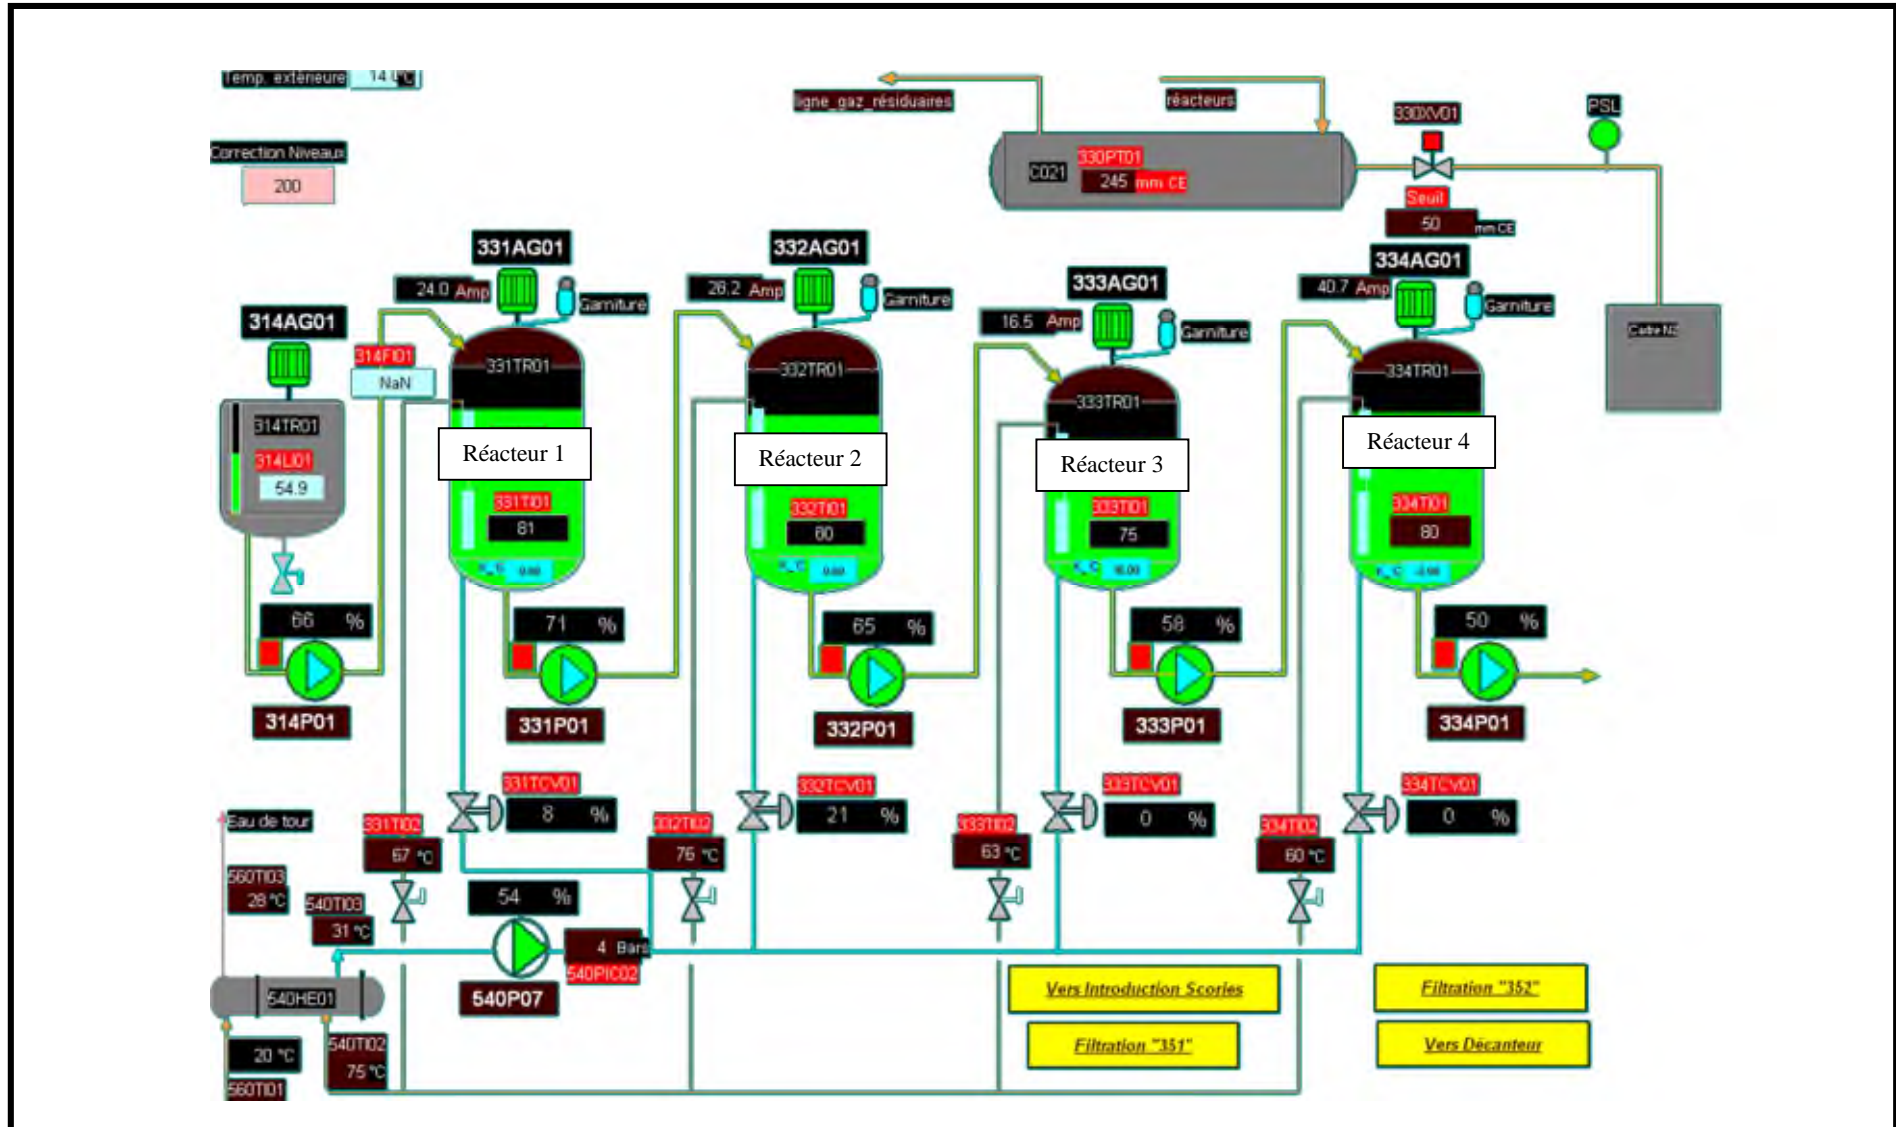 Temp. extérieure
ligne_gaz_résiduaires
réacteurs
330XV01
PSL
Correction Niveaux
200
C021
330PT01
245 mm CE
Seuil
50 mm CE
331AG01
332AG01
333AG01
334AG01
24.0 Amp
Garniture
26.2 Amp
Garniture
16.5 Amp
Garniture
40.7 Amp
Garniture
314AG01
314FI01
NaN
331TR01
332TR01
333TR01
334TR01
Cadre N2
314TR01
314LI01
54.9
Réacteur 1
Réacteur 2
Réacteur 3
Réacteur 4
331TI01
81
332TI01
333TI01
75
334TI01
80
66 %
71 %
65 %
58 %
50 %
314P01
331P01
332P01
333P01
334P01
331TCV01
8 %
332TCV01
21 %
333TCV01
0 %
334TCV01
0 %
Eau de tour
331TI02
67 °C
332TI02
76 °C
333TI02
63 °C
334TI02
60 °C
560TI03
28 °C
540TI03
31 °C
54 %
4 Bars
540PIC02
540P07
540HE01
20 °C
560TI01
540TI02
75 °C
Vers Introduction Scories
Filtration "352"
Filtration "351"
Vers Décanteur